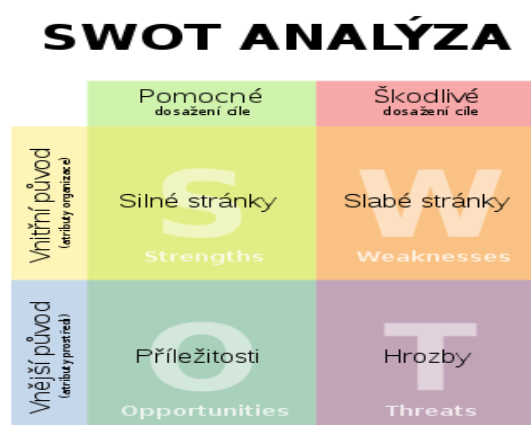 SWOT ANALÝZA
Pomocné
dosažení cíle
Škodlivé
dosažení cíle
Vnitřní původ
(atributy organizace)
S
Silné stránky
Strengths
W
Slabé stránky
Weaknesses
Vnější původ
(atributy prostředí)
O
Příležitosti
Opportunities
T
Hrozby
Threats